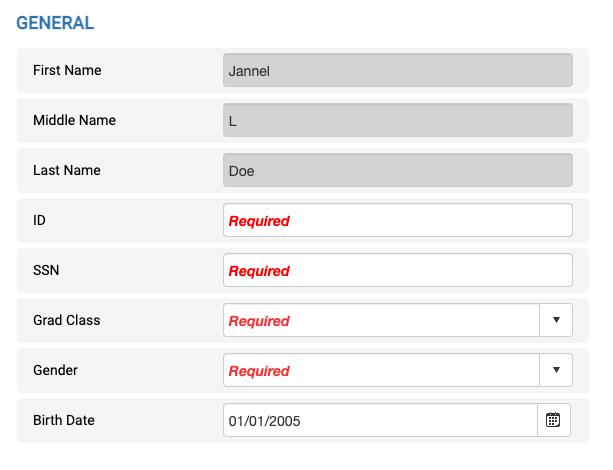 GENERAL
First Name Jannel
Middle Name L
Last Name Doe
ID Required
SSN Required
Grad Class Required
Gender Required
Birth Date 01/01/2005